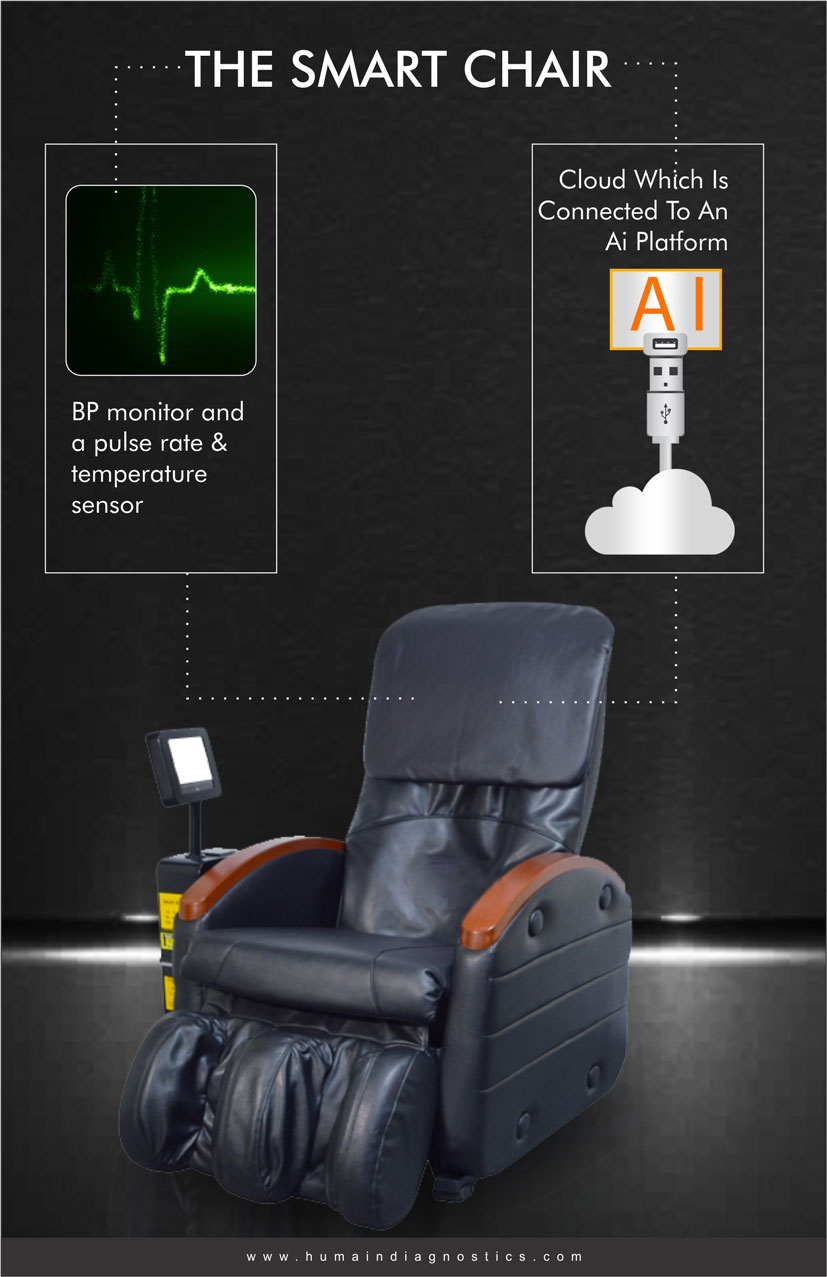 THE SMART CHAIR
BP monitor and
a pulse rate &
temperature
sensor
Cloud Which Is
Connected To An
Ai Platform
AI
www.humaindiagnostics.com